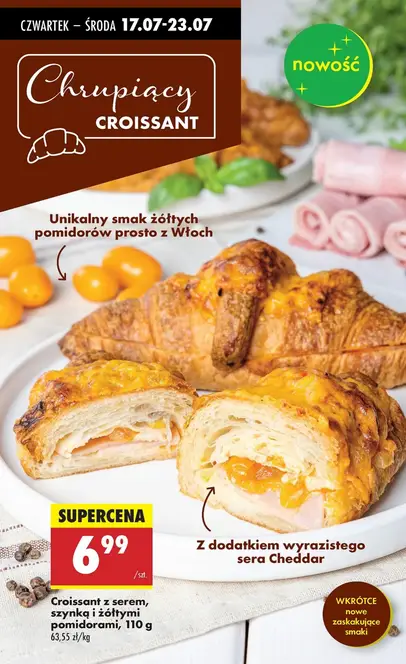 CZWARTEK – ŚRODA 17.07-23.07
nowość
Chrupiący
CROISSANT
Unikalny smak żółtych
pomidorów prosto z Włoch
SUPERCENA
6.99
/szt.
Z dodatkiem wyrazistego
sera Cheddar
Croissant z serem,
szynką i żółtymi
pomidorami, 110 g
63,55 zł/kg
WKRÓTCE
nowe
zaskakujące
smaki